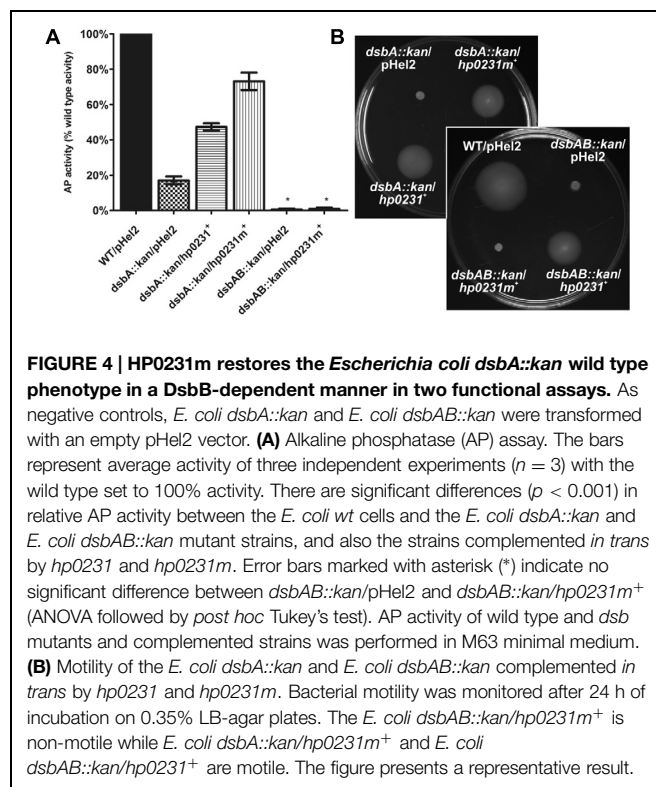 A
B
AP activity (% wild type acivity)
100%
80%
60%
40%
20%
0%
*
*
WT/pHel2
dsbA::kan/pHel2
dsbA::kan/hp0231+
dsbA::kan/hp0231m+
dsbAB::kan/pHel2
dsbAB::kan/hp0231m+
dsbA::kan/
pHel2
dsbA::kan/
hp0231m+
dsbA::kan/
hp0231+
WT/pHel2
dsbAB::kan/
pHel2
dsbAB::kan/
hp0231m+
dsbAB::kan/
hp0231+
FIGURE 4 | HP0231m restores the Escherichia coli dsbA::kan wild type
phenotype in a DsbB-dependent manner in two functional assays. As
negative controls, E. coli dsbA::kan and E. coli dsbAB::kan were transformed
with an empty pHel2 vector. (A) Alkaline phosphatase (AP) assay. The bars
represent average activity of three independent experiments (n = 3) with the
wild type set to 100% activity. There are significant differences (p < 0.001) in
relative AP activity between the E. coli wt cells and the E. coli dsbA::kan and
E. coli dsbAB::kan mutant strains, and also the strains complemented in trans
by hp0231 and hp0231m. Error bars marked with asterisk (*) indicate no
significant difference between dsbAB::kan/pHel2 and dsbAB::kan/hp0231m+
(ANOVA followed by post hoc Tukey's test). AP activity of wild type and dsb
mutants and complemented strains was performed in M63 minimal medium.
(B) Motility of the E. coli dsbA::kan and E. coli dsbAB::kan complemented in
trans by hp0231 and hp0231m. Bacterial motility was monitored after 24 h of
incubation on 0.35% LB-agar plates. The E. coli dsbAB::kan/hp0231m+ is
non-motile while E. coli dsbA::kan/hp0231m+ and E. coli
dsbAB::kan/hp0231+ are motile. The figure presents a representative result.